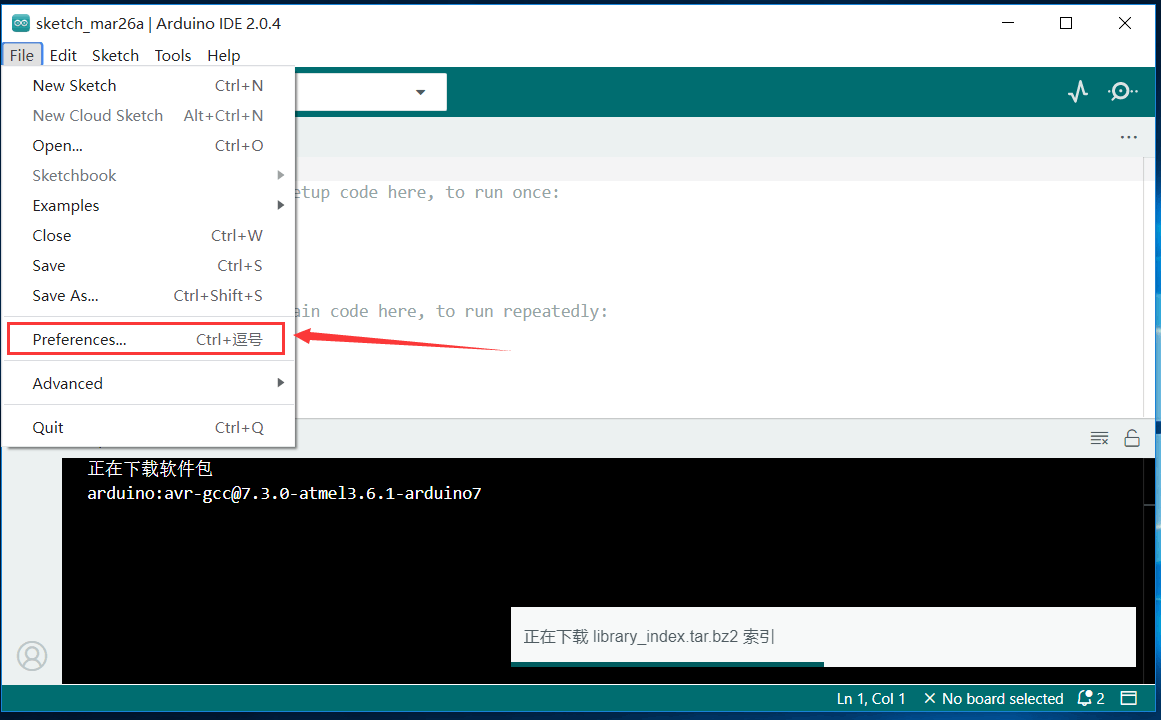 sketch_mar26a | Arduino IDE 2.0.4
File Edit Sketch Tools Help
New Sketch Ctrl+N
New Cloud Sketch Alt+Ctrl+N
Open... Ctrl+O
Sketchbook
etup code here, to run once:
Examples
Close Ctrl+W
Save Ctrl+S
Save As... Ctrl+Shift+S
ain code here, to run repeatedly:
Preferences... Ctrl+逗号
Advanced
Quit Ctrl+Q
正在下载软件包
arduino:avr-gcc@7.3.0-atmel3.6.1-arduino7
正在下载 library_index.tar.bz2 索引
Ln 1, Col 1 No board selected 2